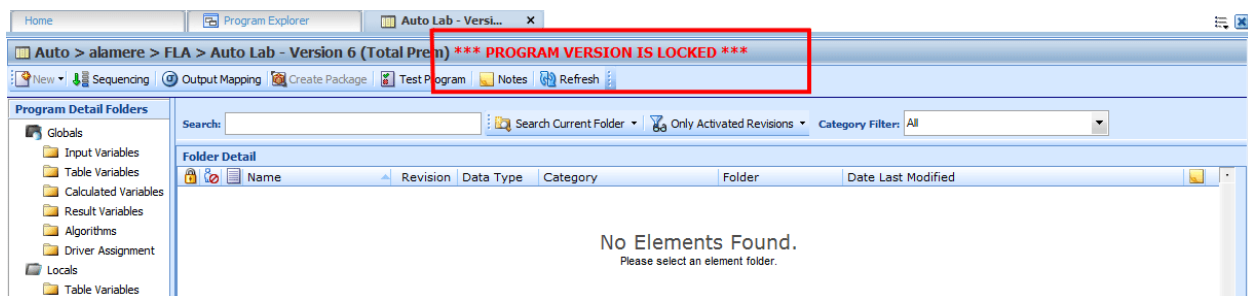 Home Program Explorer Auto Lab - Versi... x
Auto > alamere > FLA > Auto Lab - Version 6 (Total Prem) *** PROGRAM VERSION IS LOCKED ***
New Sequencing Output Mapping Create Package Test Program Notes Refresh
Program Detail Folders
Globals
Input Variables
Table Variables
Calculated Variables
Result Variables
Algorithms
Driver Assignment
Locals
Table Variables
Search: Search Current Folder Only Activated Revisions Category Filter: All
Folder Detail
Name Revision Data Type Category Folder Date Last Modified
No Elements Found.
Please select an element folder.